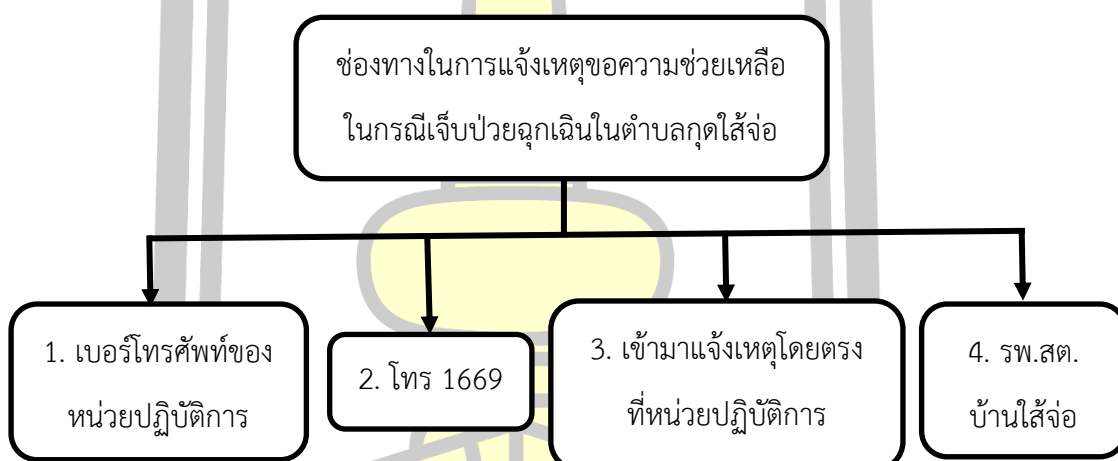 ช่องทางในการแจ้งเหตุขอความช่วยเหลือ
ในกรณีเจ็บป่วยฉุกเฉินในตำบลกุดใส้จ่อ
1. เบอร์โทรศัพท์ของ
หน่วยปฏิบัติการ
2. โทร 1669
3. เข้ามาแจ้งเหตุโดยตรง
ที่หน่วยปฏิบัติการ
4. รพ.สต.
บ้านใส้จ่อ